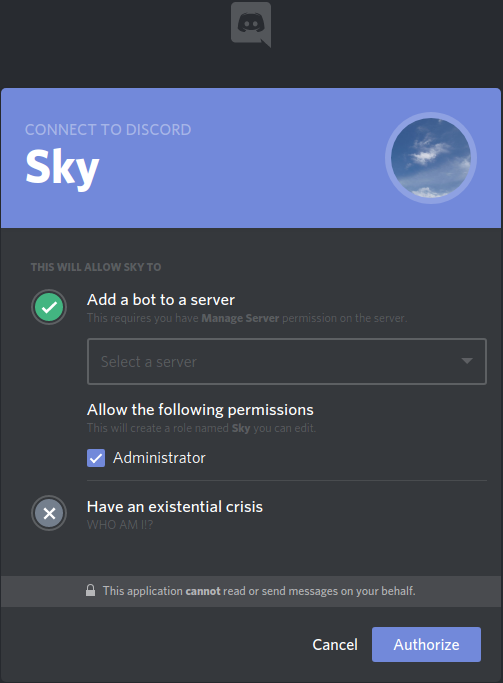 CONNECT TO DISCORD
Sky
THIS WILL ALLOW SKY TO
Add a bot to a server
This requires you have Manage Server permission on the server.
Select a server
Allow the following permissions
This will create a role named Sky you can edit.
Administrator
Have an existential crisis
WHO AM I!?
This application cannot read or send messages on your behalf.
Cancel
Authorize